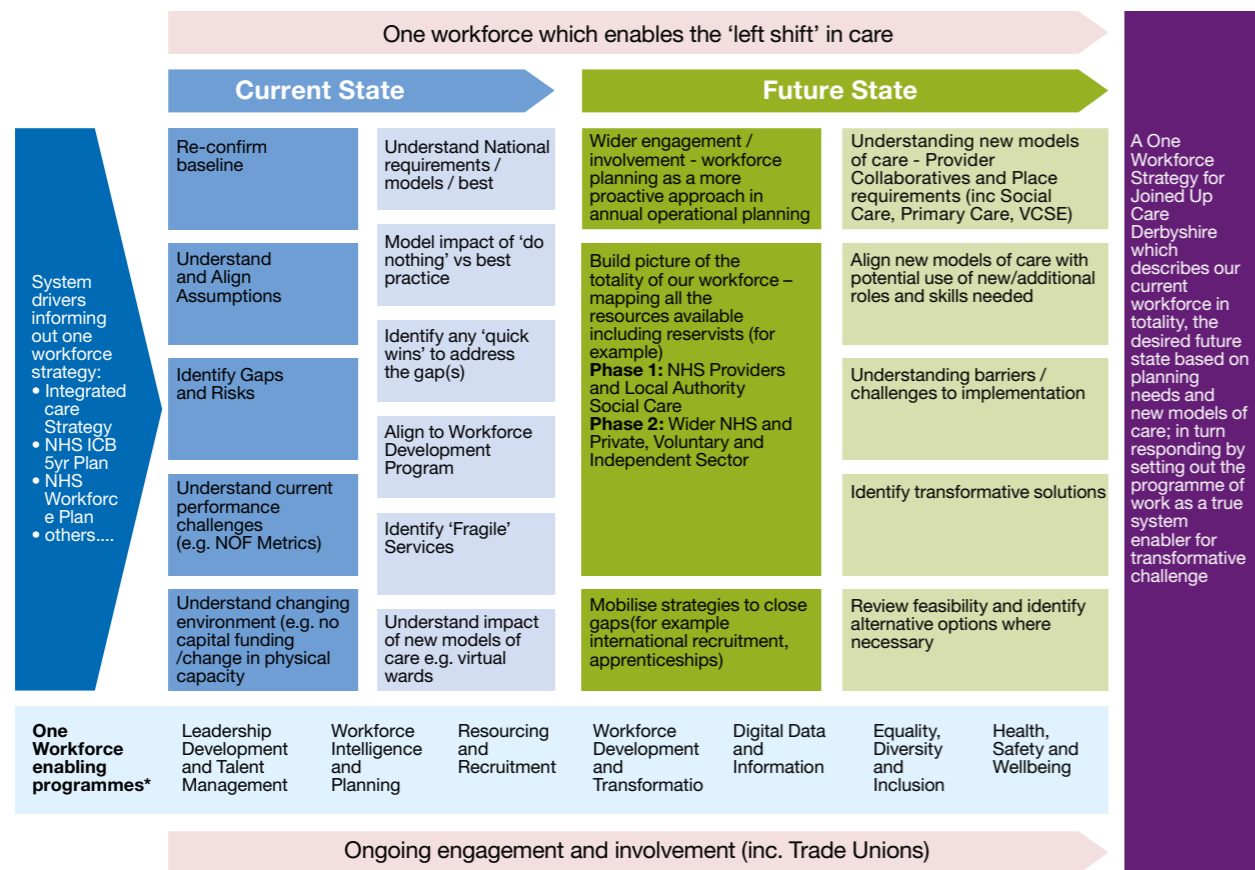 One workforce which enables the ‘left shift’ in care
Current State
Future State
System
drivers
informing
out one
workforce
strategy:
• Integrated
care
Strategy
• NHS ICB
5yr Plan
• NHS
Workforc
e Plan
• others....
Re-confirm
baseline
Understand
and Align
Assumptions
Identify Gaps
and Risks
Understand current
performance
challenges
(e.g. NOF Metrics)
Understand changing
environment (e.g. no
capital funding
/change in physical
capacity
Understand National
requirements /
models / best
Model impact of ‘do
nothing’ vs best
practice
Identify any ‘quick
wins’ to address
the gap(s)
Align to Workforce
Development
Program
Identify ‘Fragile’
Services
Understand impact
of new models of
care e.g. virtual
wards
Wider engagement /
involvement - workforce
planning as a more
proactive approach in
annual operational planning
Build picture of the
totality of our workforce –
mapping all the
resources available
including reservists (for
example)
Phase 1: NHS Providers
and Local Authority
Social Care
Phase 2: Wider NHS and
Private, Voluntary and
Independent Sector
Mobilise strategies to close
gaps(for example
international recruitment,
apprenticeships)
Understanding new models
of care - Provider
Collaboratives and Place
requirements (inc Social
Care, Primary Care, VCSE)
Align new models of care with
potential use of new/additional
roles and skills needed
Understanding barriers /
challenges to implementation
Identify transformative solutions
Review feasibility and identify
alternative options where
necessary
A One
Workforce
Strategy for
Joined Up
Care
Derbyshire
which
describes our
current
workforce in
totality, the
desired future
state based on
planning
needs and
new models of
care; in turn
responding by
setting out the
programme of
work as a true
system
enabler for
transformative
challenge
One
Workforce
enabling
programmes*
Leadership
Development
and Talent
Management
Workforce
Intelligence
and
Planning
Resourcing
and
Recruitment
Workforce
Development
and
Transformatio
Digital Data
and
Information
Equality,
Diversity
and
Inclusion
Health,
Safety and
Wellbeing
Ongoing engagement and involvement (inc. Trade Unions)